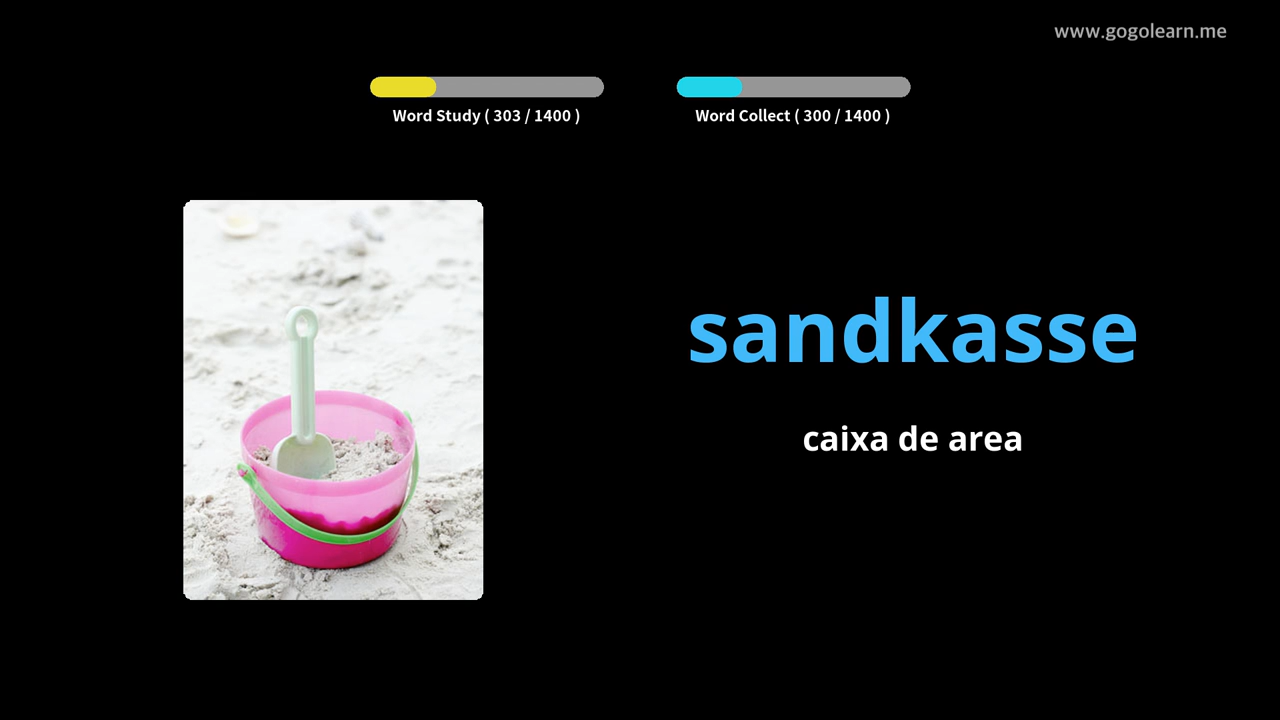 www.gogolearn.me
Word Study ( 303 / 1400 )
Word Collect ( 300 / 1400 )
sandkasse
caixa de area